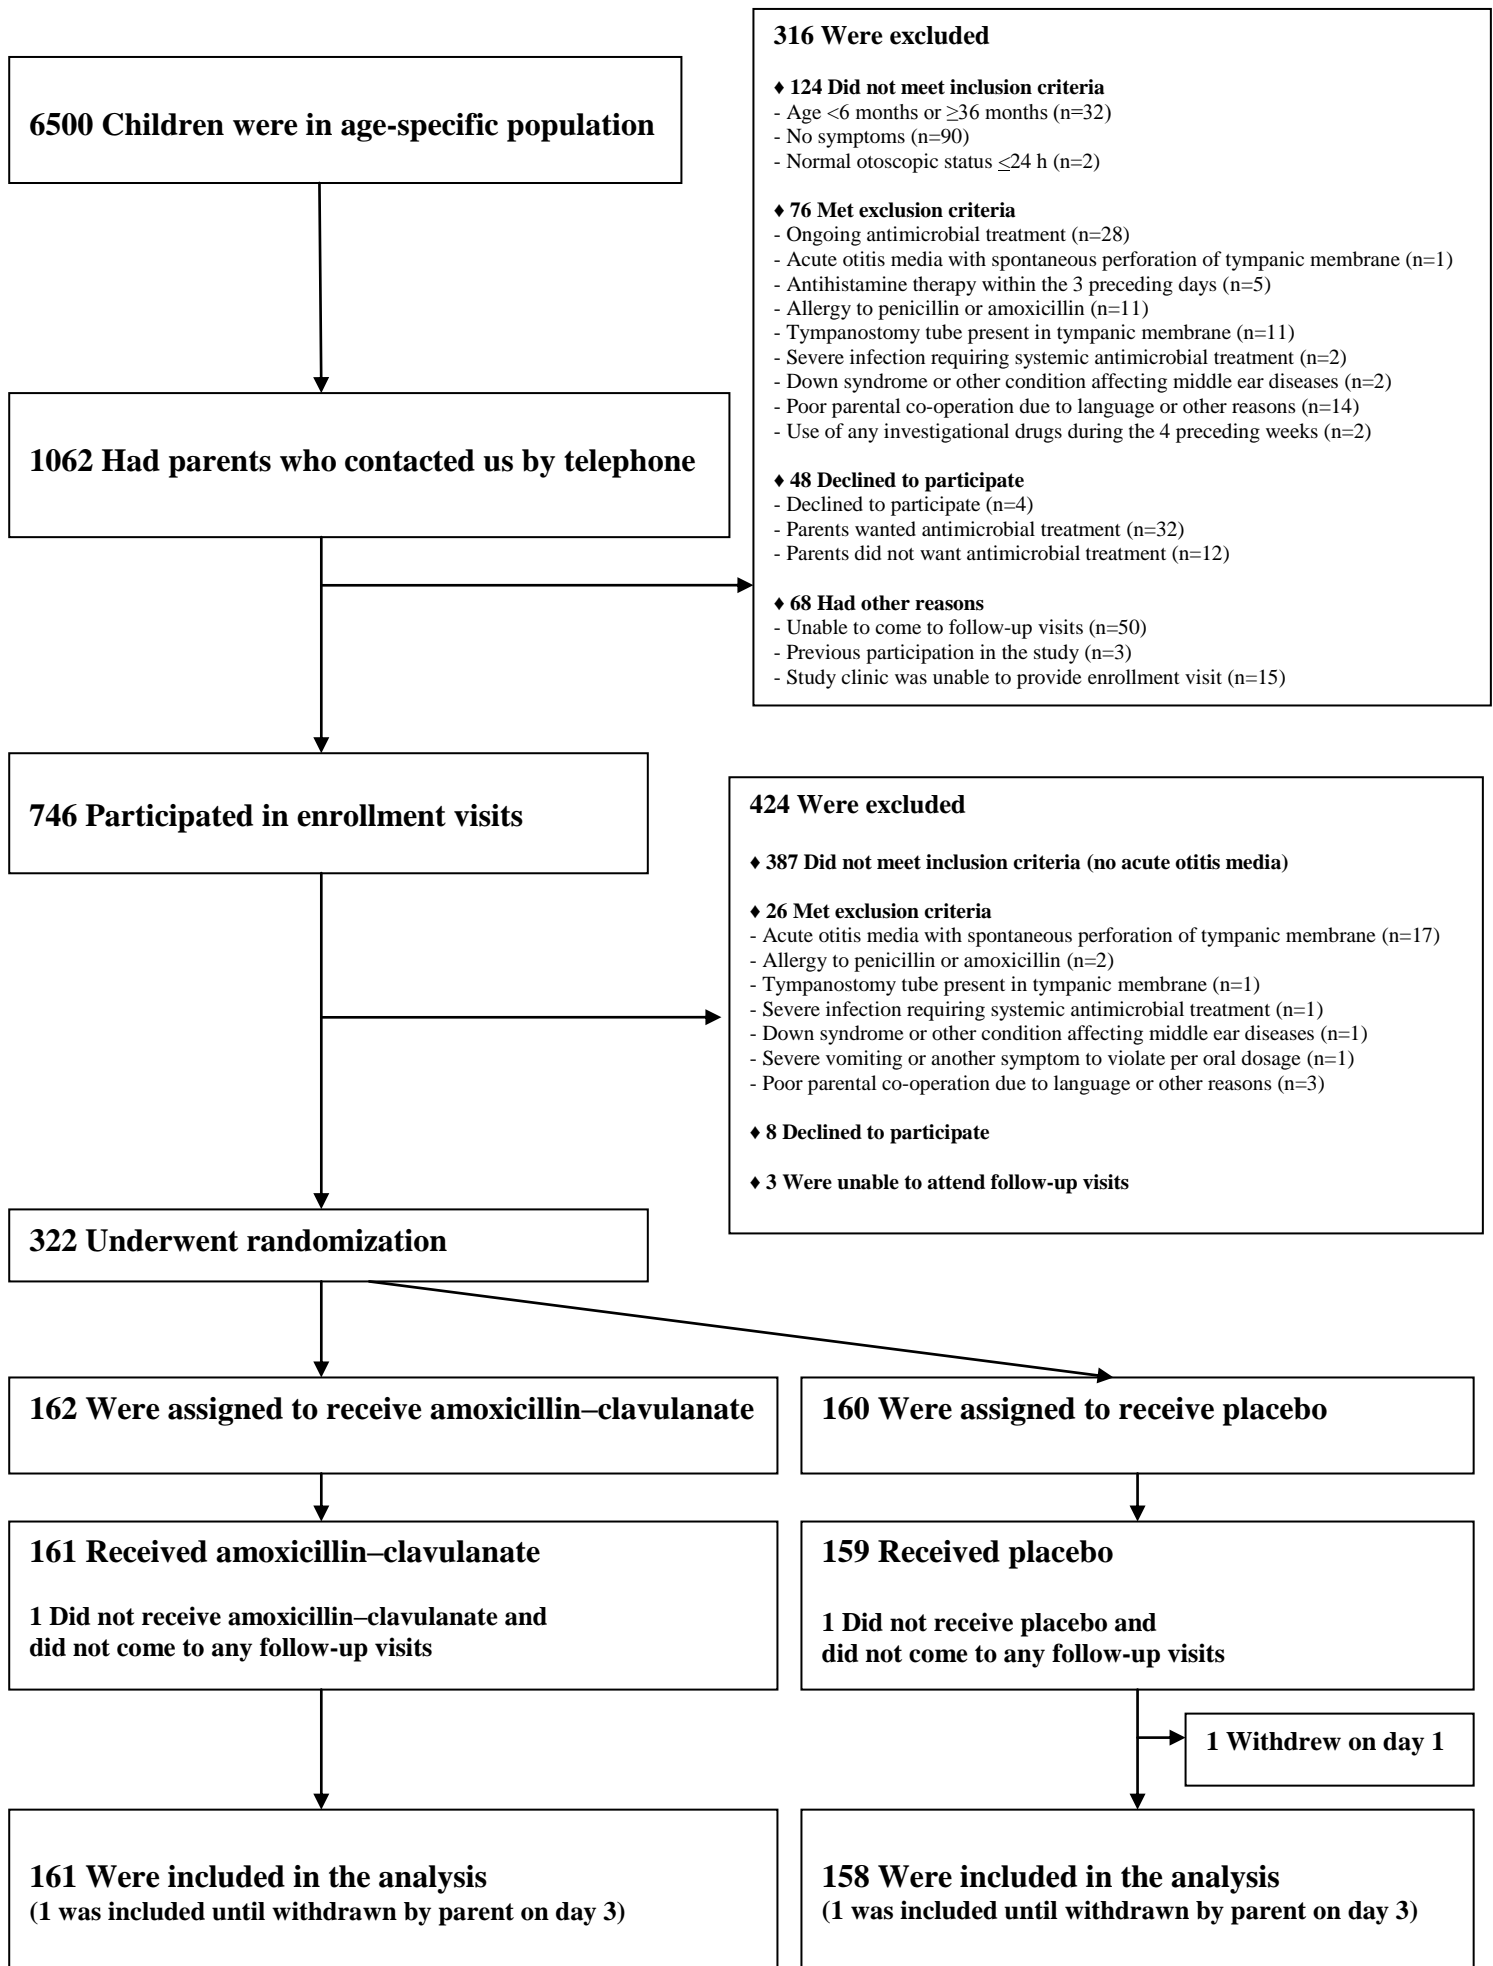 6500 Children were in age-specific population
316 Were excluded
♦ 124 Did not meet inclusion criteria
- Age <6 months or ≥36 months (n=32)
- No symptoms (n=90)
- Normal otoscopic status ≤24 h (n=2)
♦ 76 Met exclusion criteria
- Ongoing antimicrobial treatment (n=28)
- Acute otitis media with spontaneous perforation of tympanic membrane (n=1)
- Antihistamine therapy within the 3 preceding days (n=5)
- Allergy to penicillin or amoxicillin (n=11)
- Tympanostomy tube present in tympanic membrane (n=11)
- Severe infection requiring systemic antimicrobial treatment (n=2)
- Down syndrome or other condition affecting middle ear diseases (n=2)
- Poor parental co-operation due to language or other reasons (n=14)
- Use of any investigational drugs during the 4 preceding weeks (n=2)
♦ 48 Declined to participate
- Declined to participate (n=4)
- Parents wanted antimicrobial treatment (n=32)
- Parents did not want antimicrobial treatment (n=12)
♦ 68 Had other reasons
- Unable to come to follow-up visits (n=50)
- Previous participation in the study (n=3)
- Study clinic was unable to provide enrollment visit (n=15)
1062 Had parents who contacted us by telephone
746 Participated in enrollment visits
424 Were excluded
♦ 387 Did not meet inclusion criteria (no acute otitis media)
♦ 26 Met exclusion criteria
- Acute otitis media with spontaneous perforation of tympanic membrane (n=17)
- Allergy to penicillin or amoxicillin (n=2)
- Tympanostomy tube present in tympanic membrane (n=1)
- Severe infection requiring systemic antimicrobial treatment (n=1)
- Down syndrome or other condition affecting middle ear diseases (n=1)
- Severe vomiting or another symptom to violate per oral dosage (n=1)
- Poor parental co-operation due to language or other reasons (n=3)
♦ 8 Declined to participate
♦ 3 Were unable to attend follow-up visits
322 Underwent randomization
162 Were assigned to receive amoxicillin–clavulanate
160 Were assigned to receive placebo
161 Received amoxicillin–clavulanate
1 Did not receive amoxicillin–clavulanate and
did not come to any follow-up visits
159 Received placebo
1 Did not receive placebo and
did not come to any follow-up visits
1 Withdrew on day 1
161 Were included in the analysis
(1 was included until withdrawn by parent on day 3)
158 Were included in the analysis
(1 was included until withdrawn by parent on day 3)